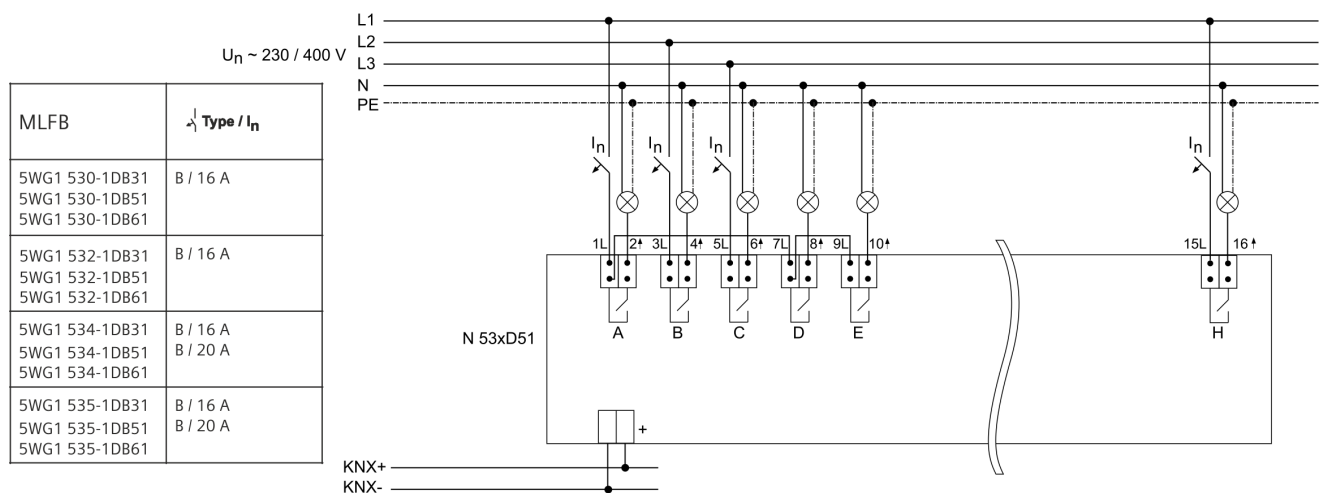 L1
L2
Un ~ 230 / 400 V
L3
N
PE
MLFB
Type / In
5WG1 530-1DB31
B / 16 A
5WG1 530-1DB51
5WG1 530-1DB61
5WG1 532-1DB31
B / 16 A
5WG1 532-1DB51
5WG1 532-1DB61
5WG1 534-1DB31
B / 16 A
5WG1 534-1DB51
B / 20 A
5WG1 534-1DB61
5WG1 535-1DB31
B / 16 A
5WG1 535-1DB51
B / 20 A
5WG1 535-1DB61
In In In In
1L 2 3L 4 5L 6 7L 8 9L 10 15L 16
A B C D E H
N 53xD51
+
KNX+
KNX-